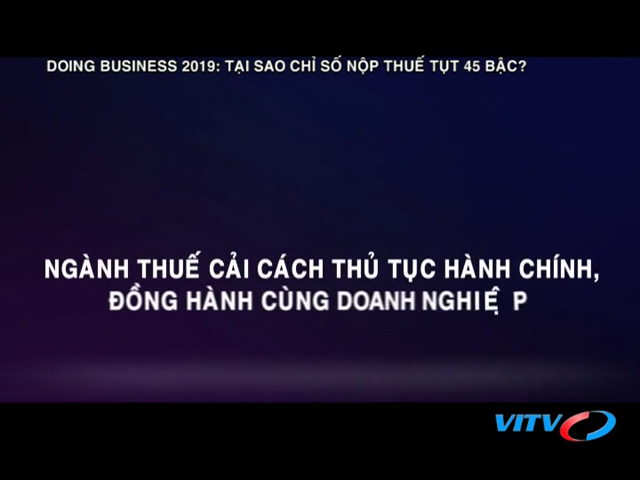 DOING BUSINESS 2019: TẠI SAO CHỈ SỐ NỘP THUẾ TỤT 45 BẬC?
NGÀNH THUẾ CẢI CÁCH THỦ TỤC HÀNH CHÍNH,
ĐỒNG HÀNH CÙNG DOANH NGHIỆP
VITV